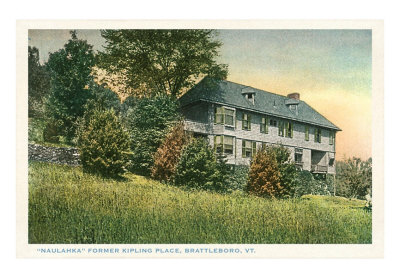 "NAULAHKA" FORMER KIPLING PLACE, BRATTLEBORO, VT.